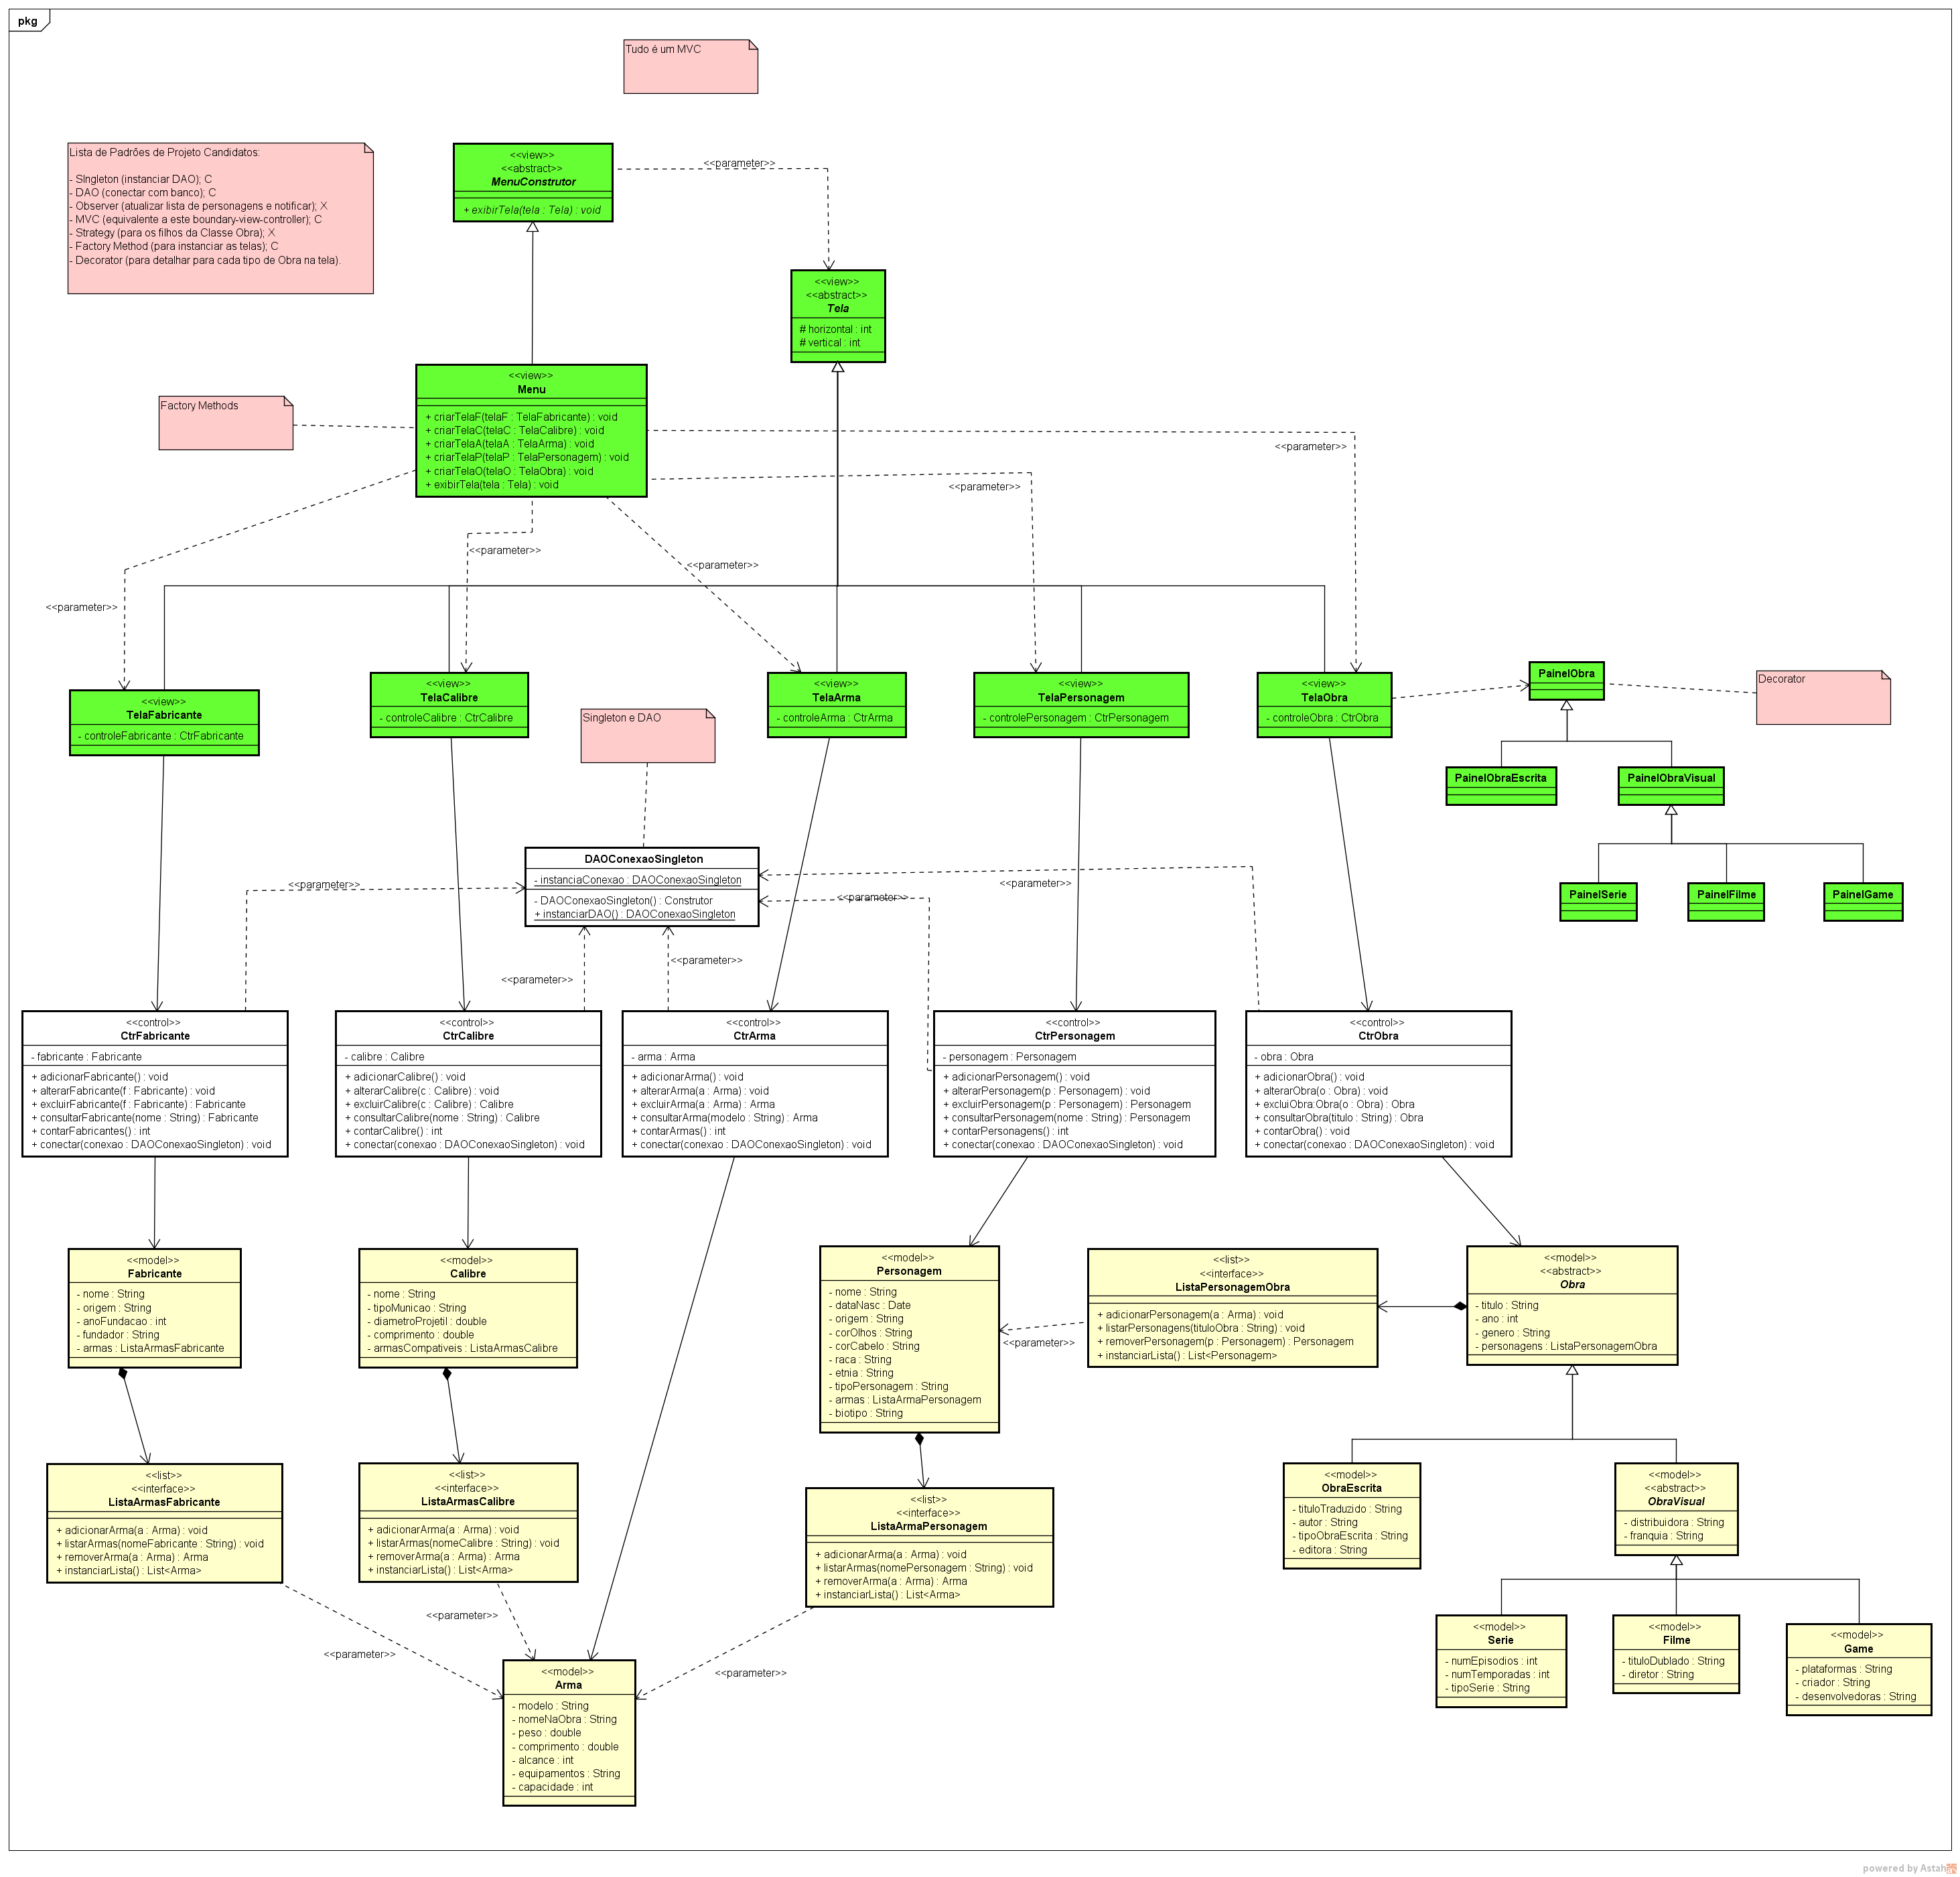 pkg
Tudo é um MVC
Lista de Padrões de Projeto Candidatos:
- SIngleton (instanciar DAO); C
- DAO (conectar com banco); C
- Observer (atualizar lista de personagens e notificar); X
- MVC (equivalente a este boundary-view-controller); C
- Strategy (para os filhos da Classe Obra); X
- Factory Method (para instanciar as telas); C
- Decorator (para detalhar para cada tipo de Obra na tela).
<<view>>
<<abstract>>
MenuConstrutor
+ exibirTela(tela : Tela) : void
<<parameter>>
<<view>>
<<abstract>>
Tela
# horizontal : int
# vertical : int
<<view>>
Menu
+ criarTelaF(telaF : TelaFabricante) : void
+ criarTelaC(telaC : TelaCalibre) : void
+ criarTelaA(telaA : TelaArma) : void
+ criarTelaP(telaP : TelaPersonagem) : void
+ criarTelaO(telaO : TelaObra) : void
+ exibirTela(tela : Tela) : void
Factory Methods
<<parameter>>
<<parameter>>
<<parameter>>
<<parameter>>
<<parameter>>
<<view>>
TelaFabricante
- controleFabricante : CtrFabricante
<<view>>
TelaCalibre
- controleCalibre : CtrCalibre
<<view>>
TelaArma
- controleArma : CtrArma
<<view>>
TelaPersonagem
- controlePersonagem : CtrPersonagem
<<view>>
TelaObra
- controleObra : CtrObra
PainelObra
Decorator
PainelObraEscrita
PainelObraVisual
PainelSerie
PainelFilme
PainelGame
Singleton e DAO
DAOConexaoSingleton
- instanciaConexao : DAOConexaoSingleton
- DAOConexaoSingleton() : Construtor
+ instanciarDAO() : DAOConexaoSingleton
<<parameter>>
<<parameter>>
<<parameter>>
<<parameter>>
<<parameter>>
<<control>>
CtrFabricante
- fabricante : Fabricante
+ adicionarFabricante() : void
+ alterarFabricante(f : Fabricante) : void
+ excluirFabricante(f : Fabricante) : Fabricante
+ consultarFabricante(nome : String) : Fabricante
+ contarFabricantes() : int
+ conectar(conexao : DAOConexaoSingleton) : void
<<control>>
CtrCalibre
- calibre : Calibre
+ adicionarCalibre() : void
+ alterarCalibre(c : Calibre) : void
+ excluirCalibre(c : Calibre) : Calibre
+ consultarCalibre(nome : String) : Calibre
+ contarCalibre() : int
+ conectar(conexao : DAOConexaoSingleton) : void
<<control>>
CtrArma
- arma : Arma
+ adicionarArma() : void
+ alterarArma(a : Arma) : void
+ excluirArma(a : Arma) : Arma
+ consultarArma(modelo : String) : Arma
+ contarArmas() : int
+ conectar(conexao : DAOConexaoSingleton) : void
<<control>>
CtrPersonagem
- personagem : Personagem
+ adicionarPersonagem() : void
+ alterarPersonagem(p : Personagem) : void
+ excluirPersonagem(p : Personagem) : Personagem
+ consultarPersonagem(nome : String) : Personagem
+ contarPersonagens() : int
+ conectar(conexao : DAOConexaoSingleton) : void
<<control>>
CtrObra
- obra : Obra
+ adicionarObra() : void
+ alterarObra(o : Obra) : void
+ excluiObra:Obra(o : Obra) : Obra
+ consultarObra(titulo : String) : Obra
+ contarObra() : void
+ conectar(conexao : DAOConexaoSingleton) : void
<<model>>
Fabricante
- nome : String
- origem : String
- anoFundacao : int
- fundador : String
- armas : ListaArmasFabricante
<<model>>
Calibre
- nome : String
- tipoMunicao : String
- diametroProjetil : double
- comprimento : double
- armasCompativeis : ListaArmasCalibre
<<model>>
Personagem
- nome : String
- dataNasc : Date
- origem : String
- corOlhos : String
- corCabelo : String
- raca : String
- etnia : String
- tipoPersonagem : String
- armas : ListaArmaPersonagem
- biotipo : String
<<list>>
<<interface>>
ListaPersonagemObra
+ adicionarPersonagem(a : Arma) : void
+ listarPersonagens(tituloObra : String) : void
+ removerPersonagem(p : Personagem) : Personagem
+ instanciarLista() : List<Personagem>
<<parameter>>
<<model>>
<<abstract>>
Obra
- titulo : String
- ano : int
- genero : String
- personagens : ListaPersonagemObra
<<list>>
<<interface>>
ListaArmasFabricante
+ adicionarArma(a : Arma) : void
+ listarArmas(nomeFabricante : String) : void
+ removerArma(a : Arma) : Arma
+ instanciarLista() : List<Arma>
<<list>>
<<interface>>
ListaArmasCalibre
+ adicionarArma(a : Arma) : void
+ listarArmas(nomeCalibre : String) : void
+ removerArma(a : Arma) : Arma
+ instanciarLista() : List<Arma>
<<list>>
<<interface>>
ListaArmaPersonagem
+ adicionarArma(a : Arma) : void
+ listarArmas(nomePersonagem : String) : void
+ removerArma(a : Arma) : Arma
+ instanciarLista() : List<Arma>
<<model>>
ObraEscrita
- tituloTraduzido : String
- autor : String
- tipoObraEscrita : String
- editora : String
<<model>>
<<abstract>>
ObraVisual
- distribuidora : String
- franquia : String
<<parameter>>
<<parameter>>
<<parameter>>
<<model>>
Arma
- modelo : String
- nomeNaObra : String
- peso : double
- comprimento : double
- alcance : int
- equipamentos : String
- capacidade : int
<<model>>
Serie
- numEpisodios : int
- numTemporadas : int
- tipoSerie : String
<<model>>
Filme
- tituloDublado : String
- diretor : String
<<model>>
Game
- plataformas : String
- criador : String
- desenvolvedoras : String
powered by Astah